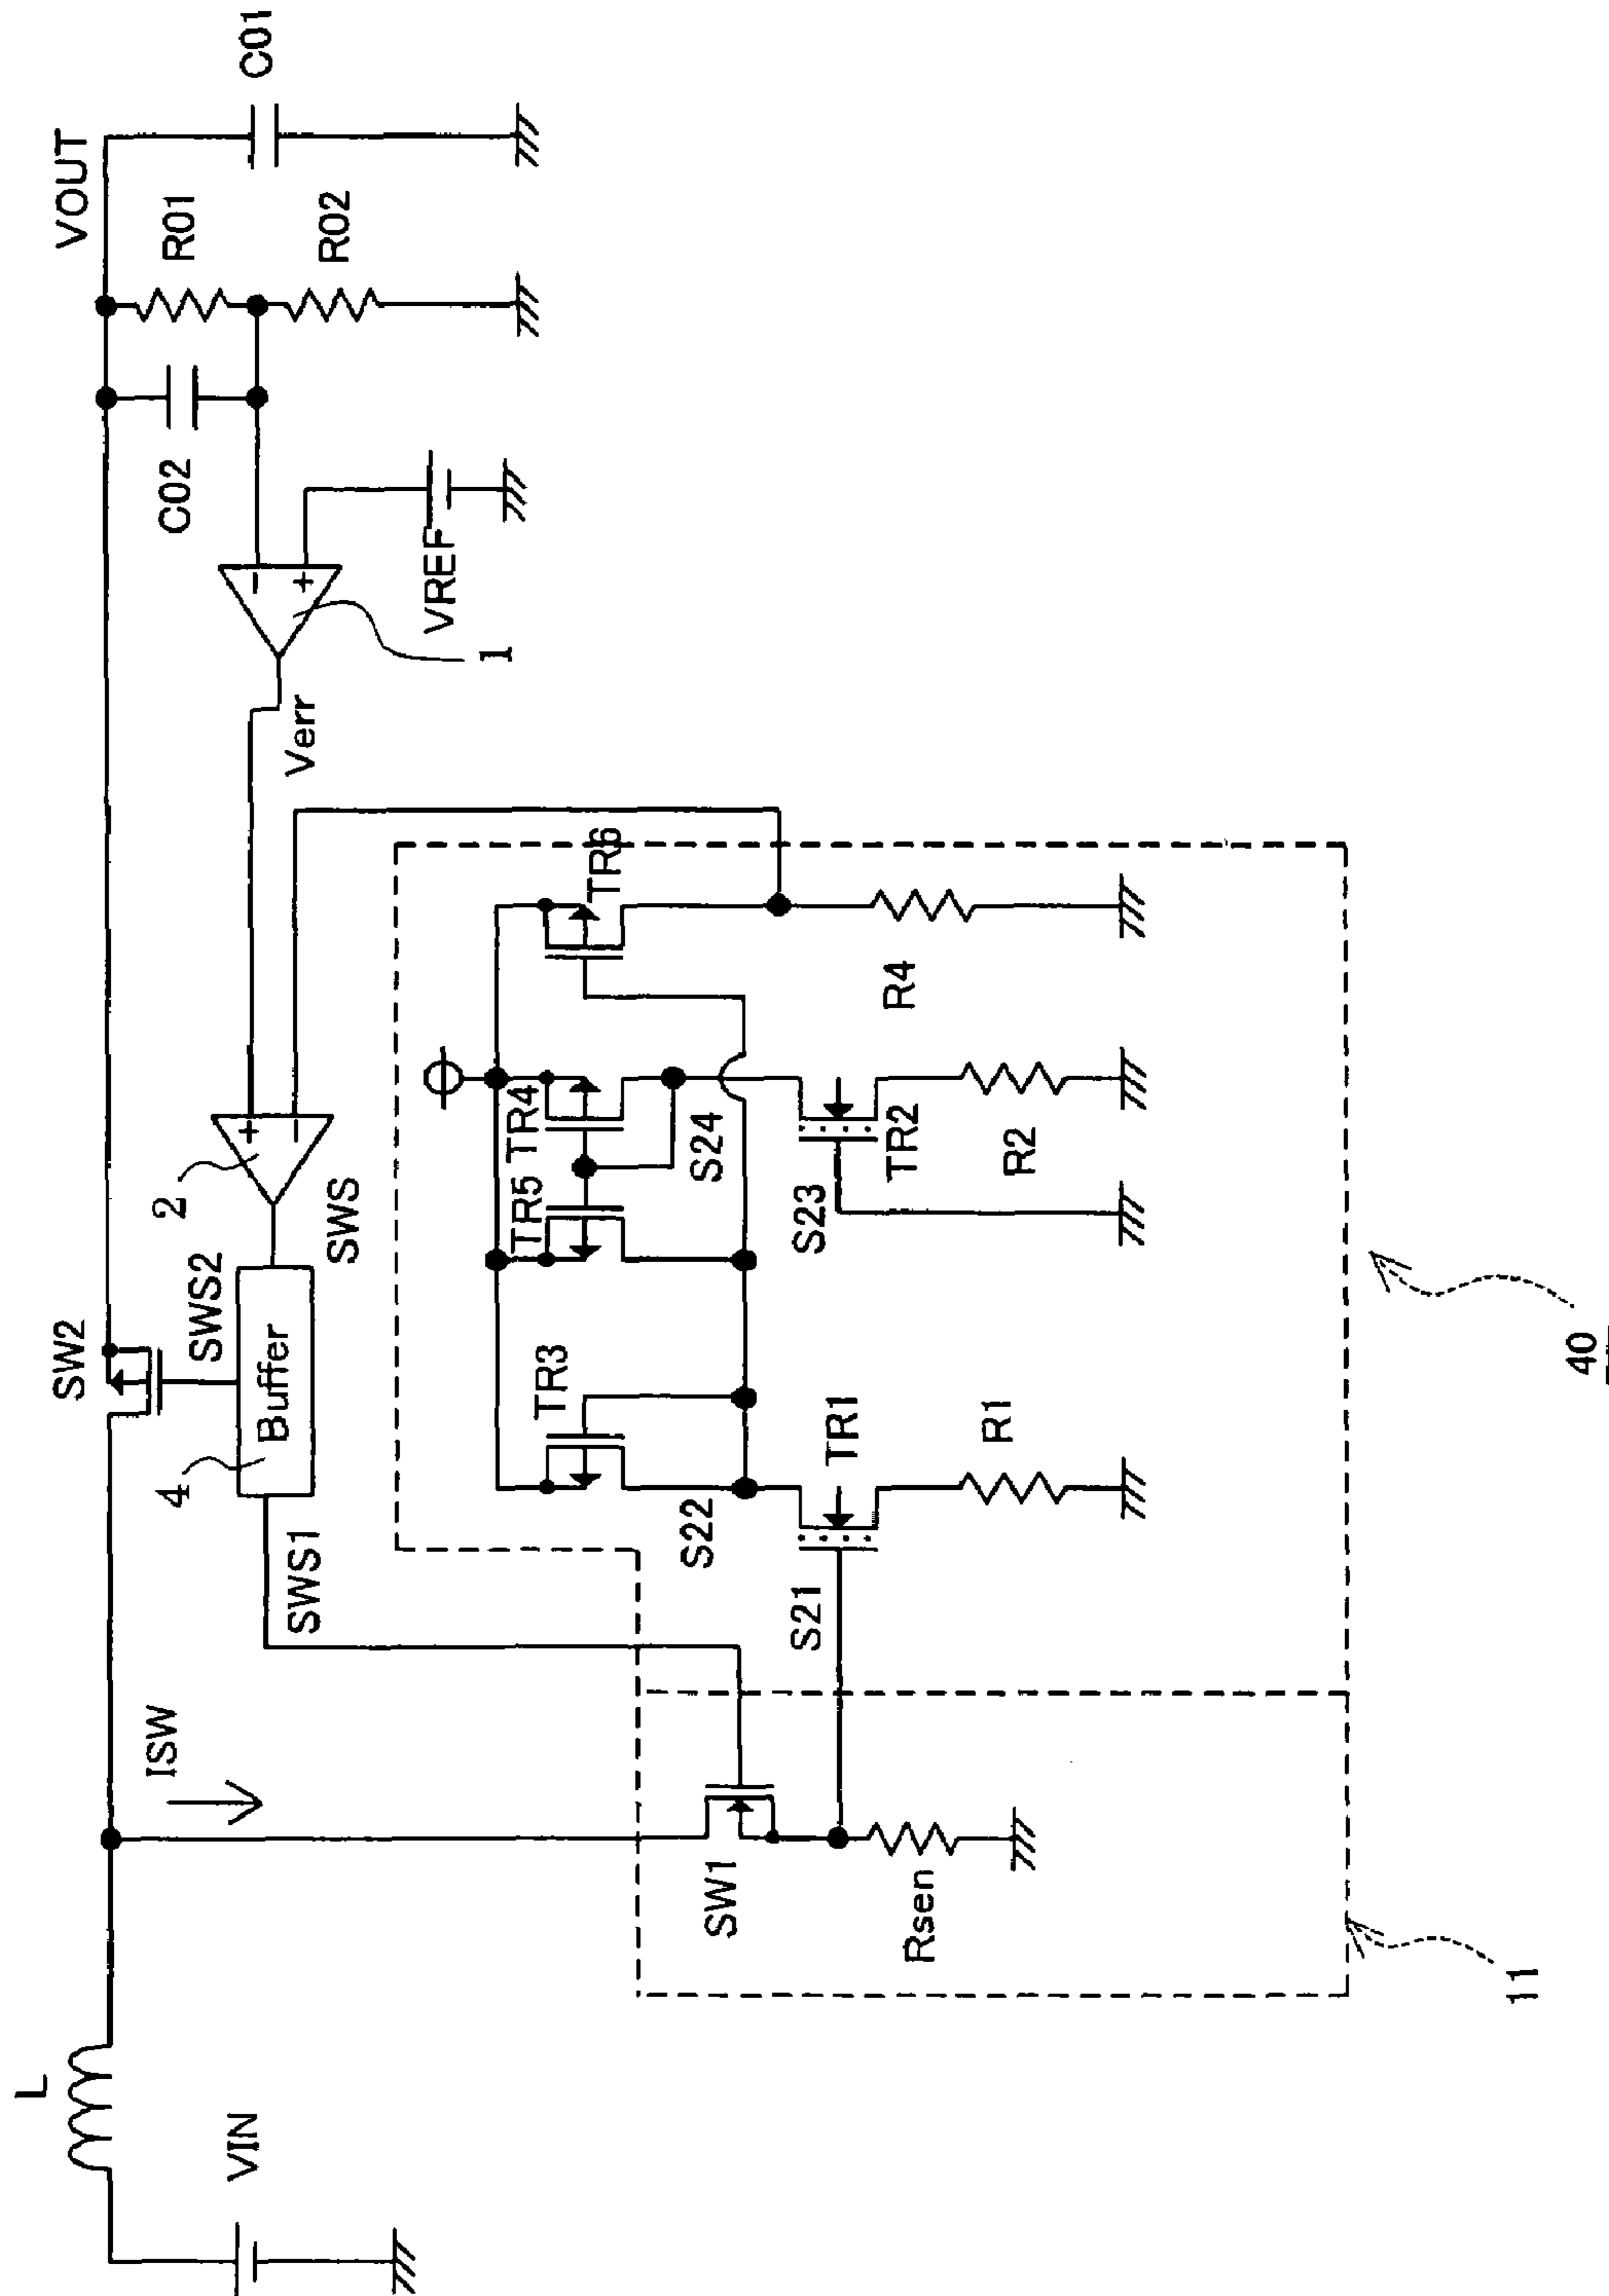 L
VIN
ISW
SW2
VOUT
R01
C02
R02
C01
4
Buffer
SWS2
SWS1
SWS
2
+
-
Verr
1
-
+
VREF
SW1
Rsen
S21
S22
TR3
TR1
R1
TR5
TR4
S24
S23
TR2
R2
TR6
R4
11
40